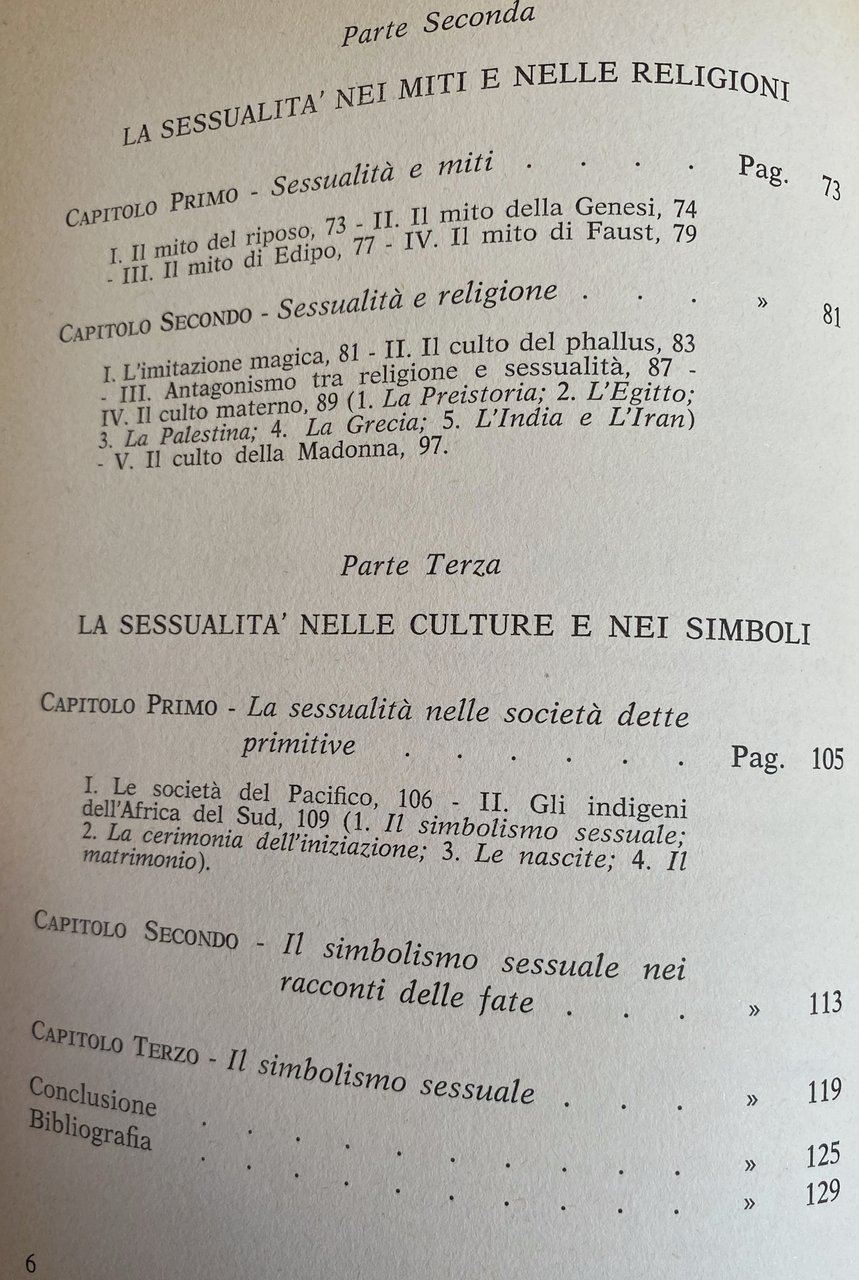 Parte Seconda
LA SESSUALITA' NEI MITI E NELLE RELIGIONI
CAPITOLO PRIMO - Sessualità e miti . . . . Pag. 73
I. Il mito del riposo, 73 - II. Il mito della Genesi, 74
- III. Il mito di Edipo, 77 - IV. Il mito di Faust, 79
CAPITOLO SECONDO - Sessualità e religione . . . » 81
I. L'imitazione magica, 81 - II. Il culto del phallus, 83
- III. Antagonismo tra religione e sessualità, 87 -
IV. Il culto materno, 89 (1. La Preistoria; 2. L'Egitto;
3. La Palestina; 4. La Grecia; 5. L'India e L'Iran)
- V. Il culto della Madonna, 97.
Parte Terza
LA SESSUALITA' NELLE CULTURE E NEI SIMBOLI
CAPITOLO PRIMO - La sessualità nelle società dette
primitive . . . . . . Pag. 105
I. Le società del Pacifico, 106 - II. Gli indigeni
dell'Africa del Sud, 109 (1. Il simbolismo sessuale;
2. La cerimonia dell'iniziazione; 3. Le nascite; 4. Il
matrimonio).
CAPITOLO SECONDO - Il simbolismo sessuale nei
racconti delle fate . . . » 113
CAPITOLO TERZO - Il simbolismo sessuale . . . » 119
Conclusione . . . . . . . » 125
Bibliografia . . . . . . . » 129
6